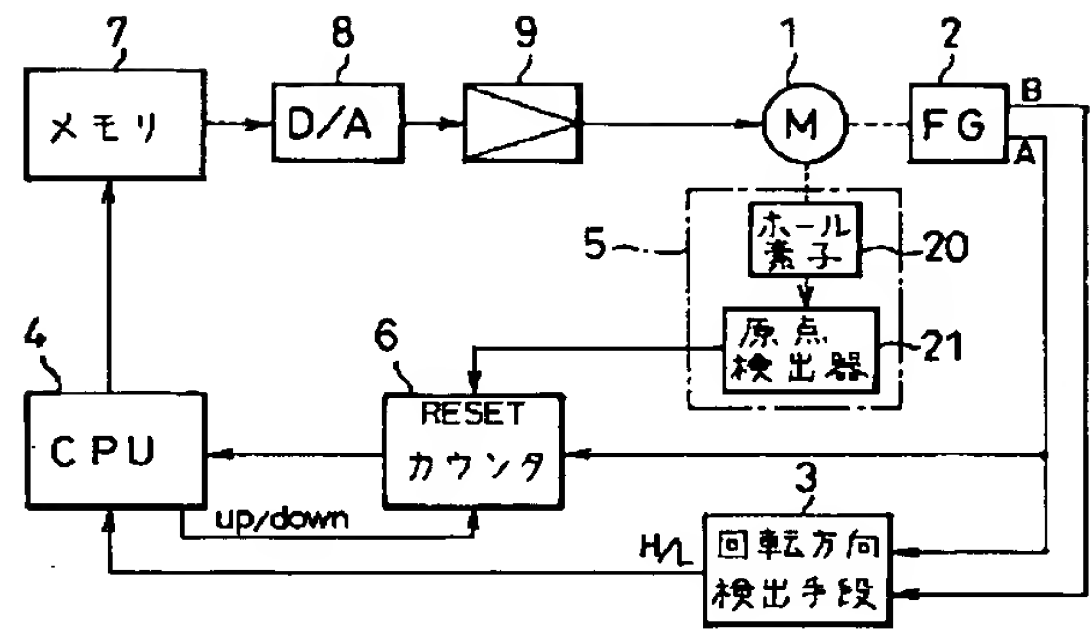 7
8
9
1
2
メモリ
D/A
M
FG
B
A
5
ホール
素子
20
原点
検出器
21
4
6
CPU
RESET
カウンタ
up/down
3
H/L
回転方向
検出手段